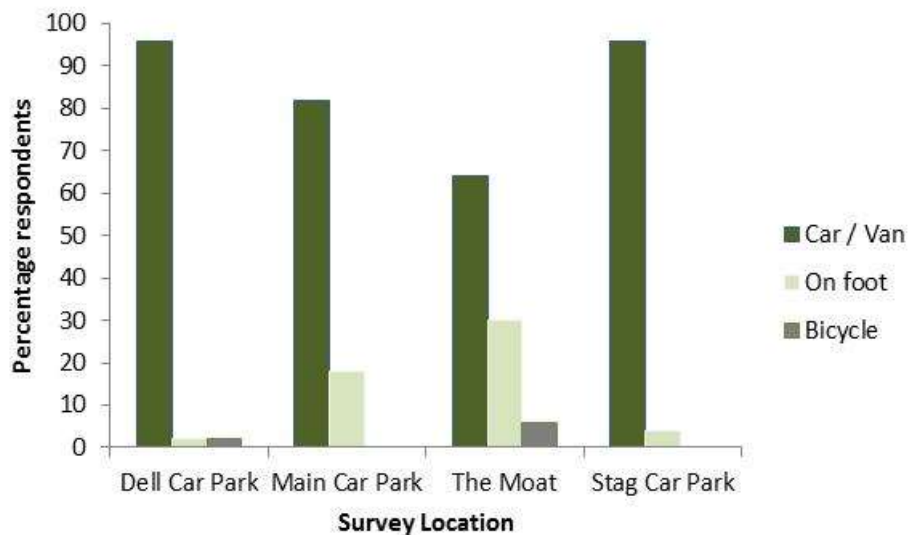 100
90
80
70
60
50
40
30
20
10
0
Percentage respondents
Dell Car Park Main Car Park The Moat Stag Car Park
Survey Location
Car / Van
On foot
Bicycle